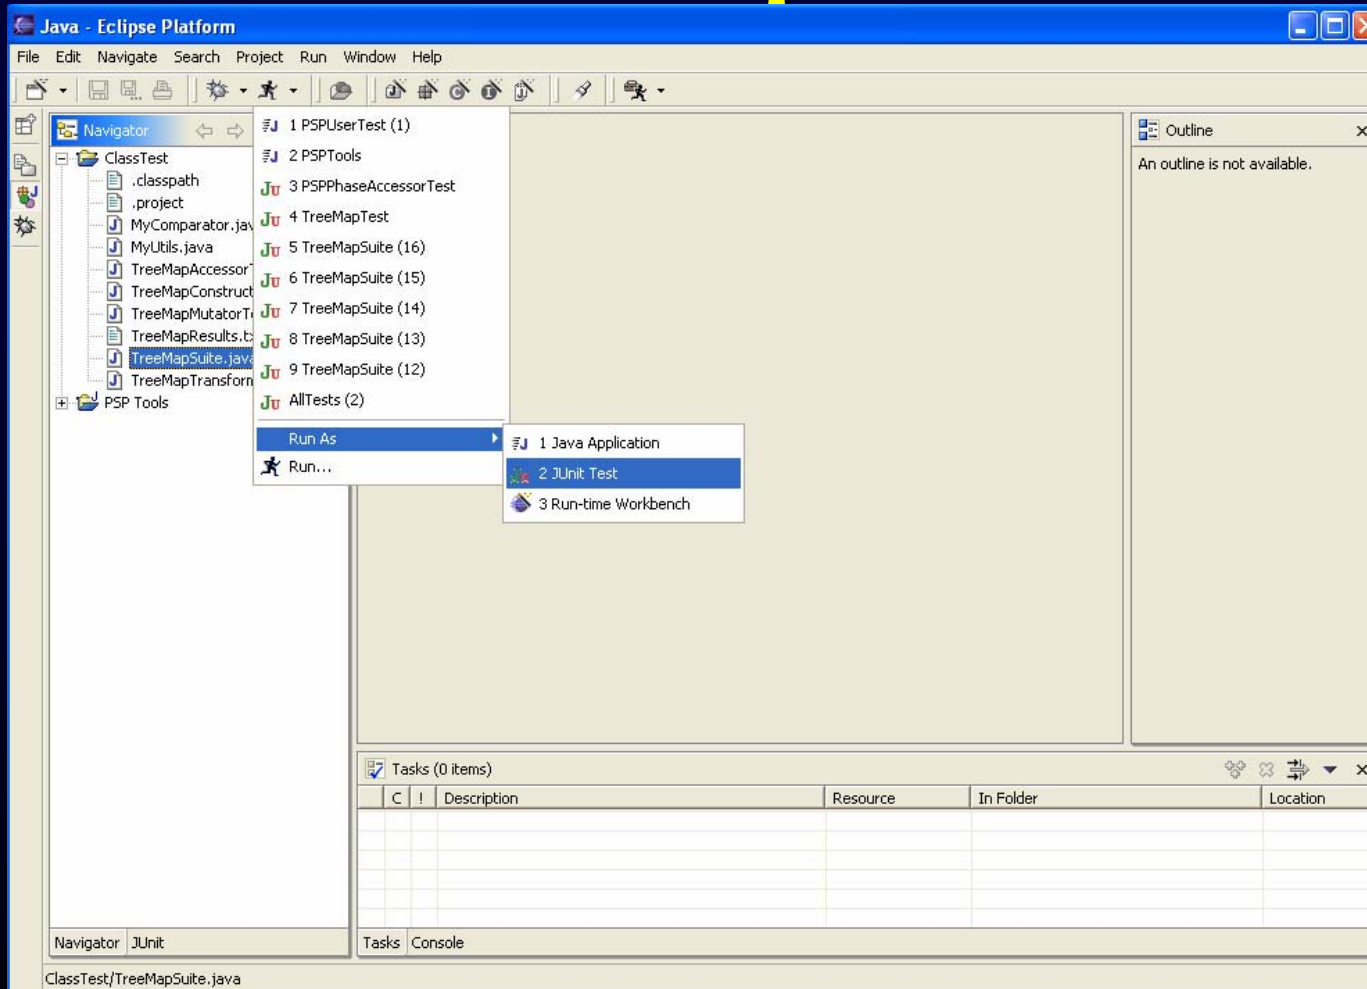 Java - Eclipse Platform
File Edit Navigate Search Project Run Window Help
Navigator
ClassTest
.classpath
.project
MyComparator.jav
MyUtils.java
TreeMapAccessorT
TreeMapConstruct
TreeMapMutatorTe
TreeMapResults.tx
TreeMapSuite.java
TreeMapTransform
PSP Tools
1 PSPUserTest (1)
2 PSPTools
3 PSPPhaseAccessorTest
4 TreeMapTest
5 TreeMapSuite (16)
6 TreeMapSuite (15)
7 TreeMapSuite (14)
8 TreeMapSuite (13)
9 TreeMapSuite (12)
AllTests (2)
Run As
Run...
1 Java Application
2 JUnit Test
3 Run-time Workbench
Outline
An outline is not available.
Tasks (0 items)
C ! Description Resource In Folder Location
Navigator JUnit
Tasks Console
ClassTest/TreeMapSuite.java